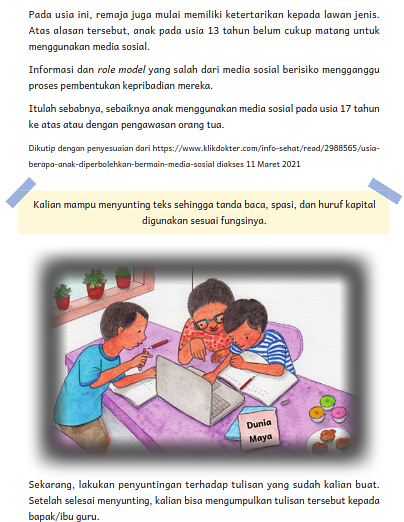 Pada usia ini, remaja juga mulai memiliki ketertarikan kepada lawan jenis.
Atas alasan tersebut, anak pada usia 13 tahun belum cukup matang untuk
menggunakan media sosial.
Informasi dan role model yang salah dari media sosial berisiko mengganggu
proses pembentukan kepribadian mereka.
Itulah sebabnya, sebaiknya anak menggunakan media sosial pada usia 17 tahun
ke atas atau dengan pengawasan orang tua.
Dikutip dengan penyesuaian dari https://www.klikdokter.com/info-sehat/read/2988565/usia-
berapa-anak-diperbolehkan-bermain-media-sosial diakses 11 Maret 2021
Kalian mampu menyunting teks sehingga tanda baca, spasi, dan huruf kapital
digunakan sesuai fungsinya.
Dunia
Maya
Sekarang, lakukan penyuntingan terhadap tulisan yang sudah kalian buat.
Setelah selesai menyunting, kalian bisa mengumpulkan tulisan tersebut kepada
bapak/ibu guru.